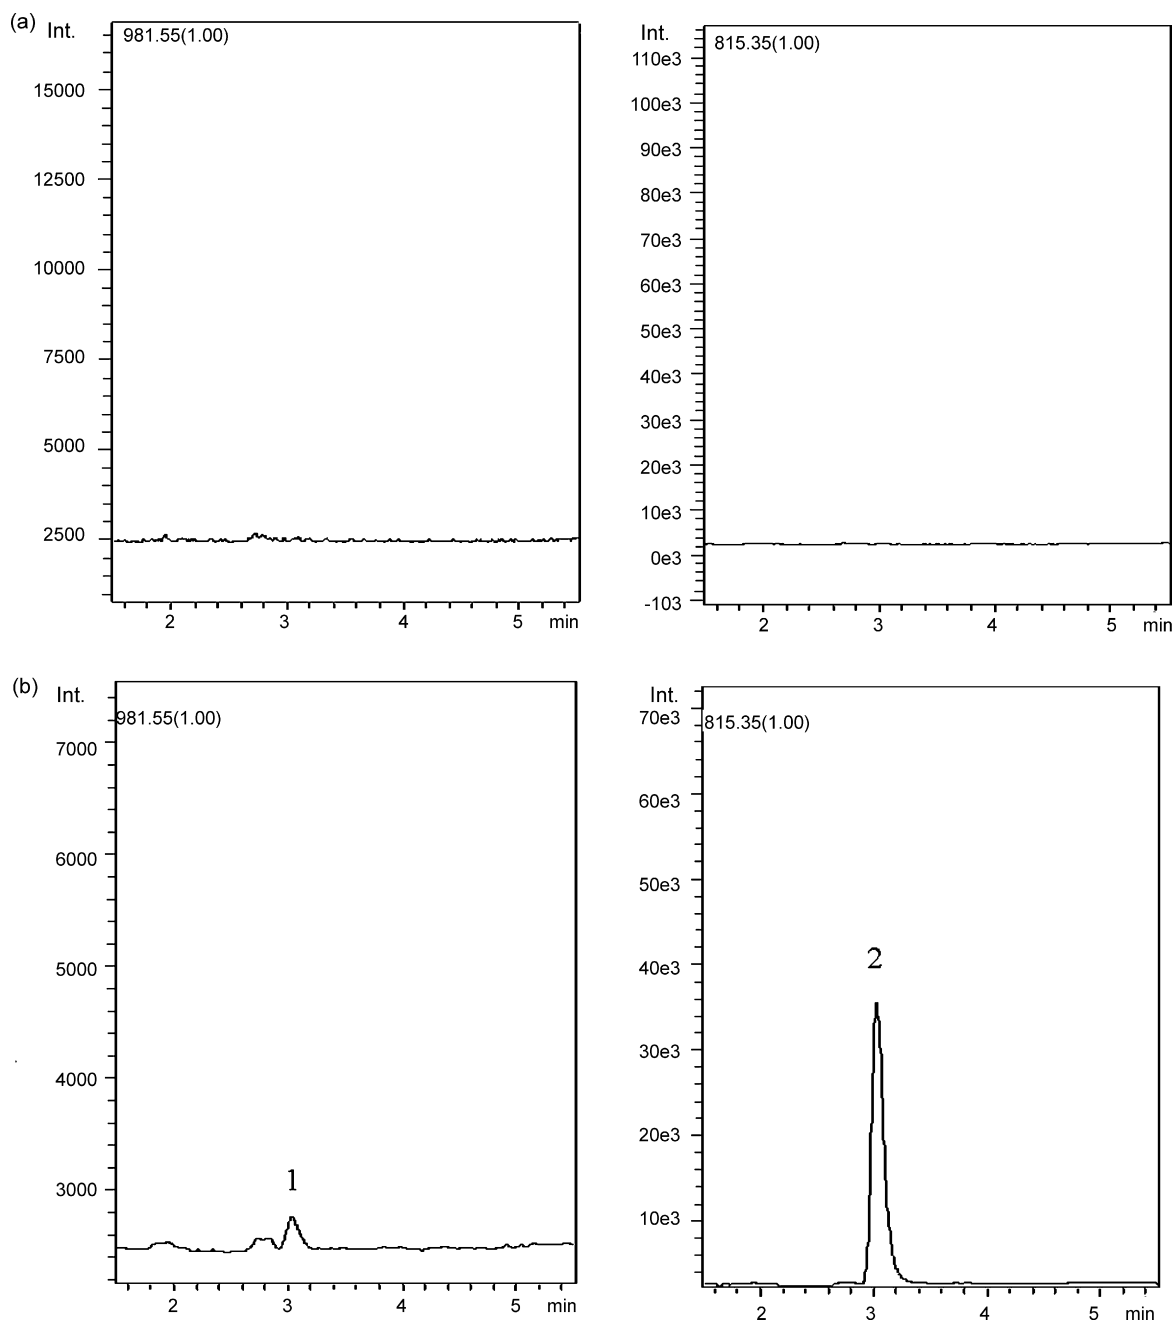 (a)
Int.
981.55(1.00)
15000
12500
10000
7500
5000
2500
2 3 4 5 min
Int.
815.35(1.00)
110e3
100e3
90e3
80e3
70e3
60e3
50e3
40e3
30e3
20e3
10e3
0e3
-103
2 3 4 5 min
(b)
Int.
981.55(1.00)
7000
6000
5000
4000
3000
1
2 3 4 5 min
Int.
70e3
815.35(1.00)
60e3
50e3
40e3
30e3
20e3
10e3
2
2 3 4 5 min